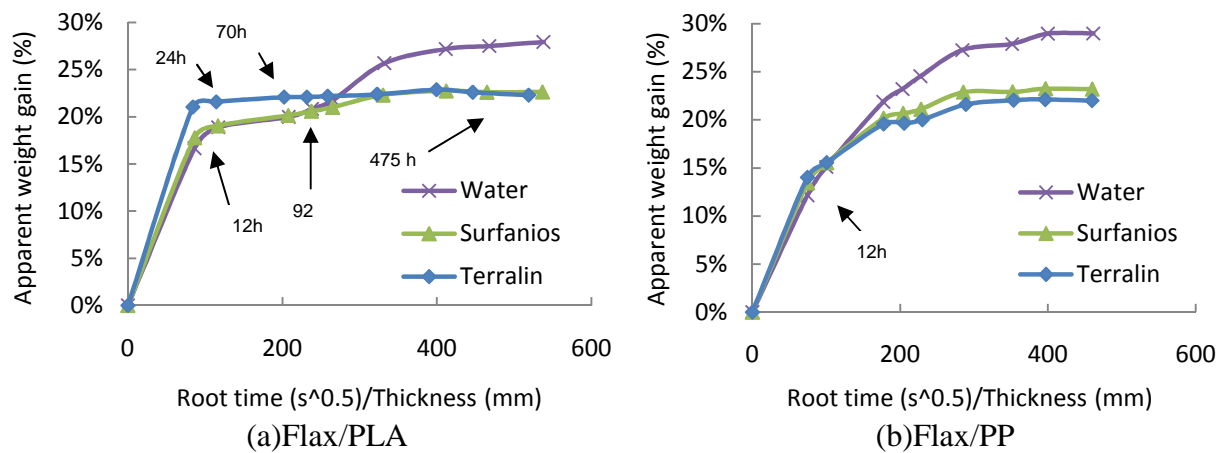 30%
25%
20%
15%
10%
5%
0%
Apparent weight gain (%)
24h
70h
12h
92
475 h
Water
Surfanios
Terralin
0 200 400 600
Root time (s^0.5)/Thickness (mm)
(a)Flax/PLA
30%
25%
20%
15%
10%
5%
0%
Apparent weight gain (%)
12h
Water
Surfanios
Terralin
0 200 400 600
Root time (s^0.5)/Thickness (mm)
(b)Flax/PP